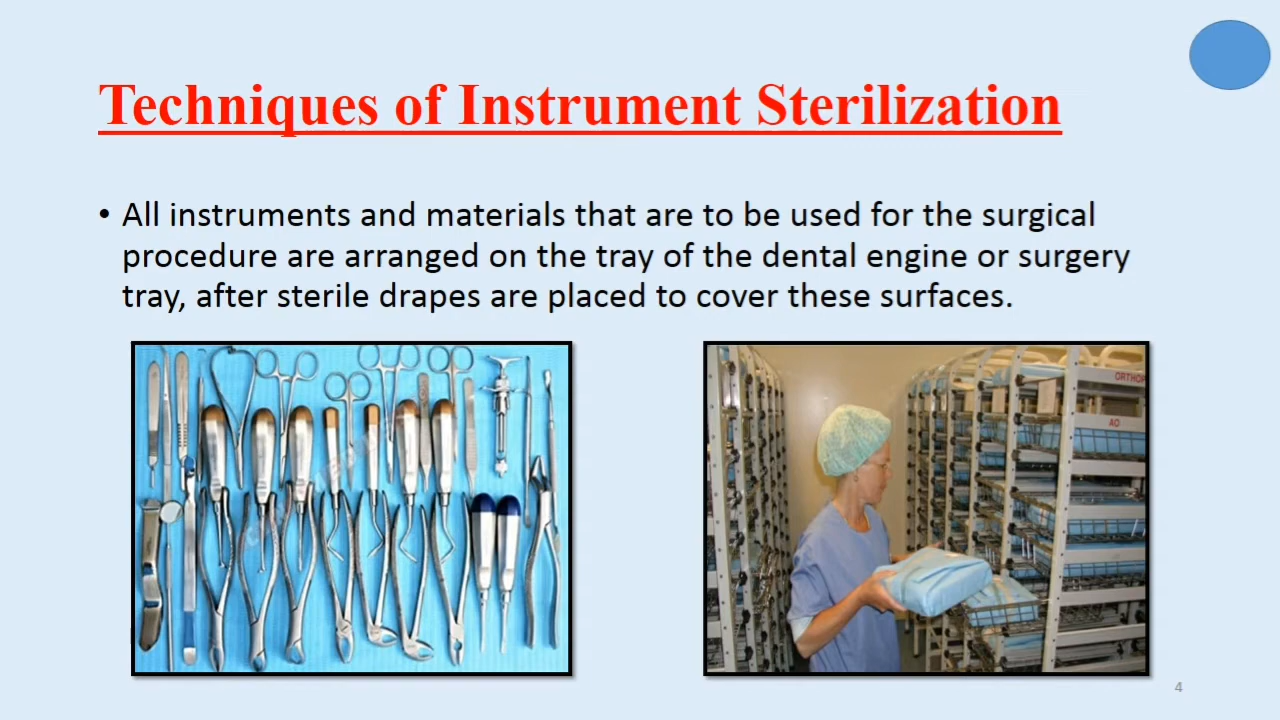 Techniques of Instrument Sterilization
• All instruments and materials that are to be used for the surgical
procedure are arranged on the tray of the dental engine or surgery
tray, after sterile drapes are placed to cover these surfaces.
ORTHOP
AO
4